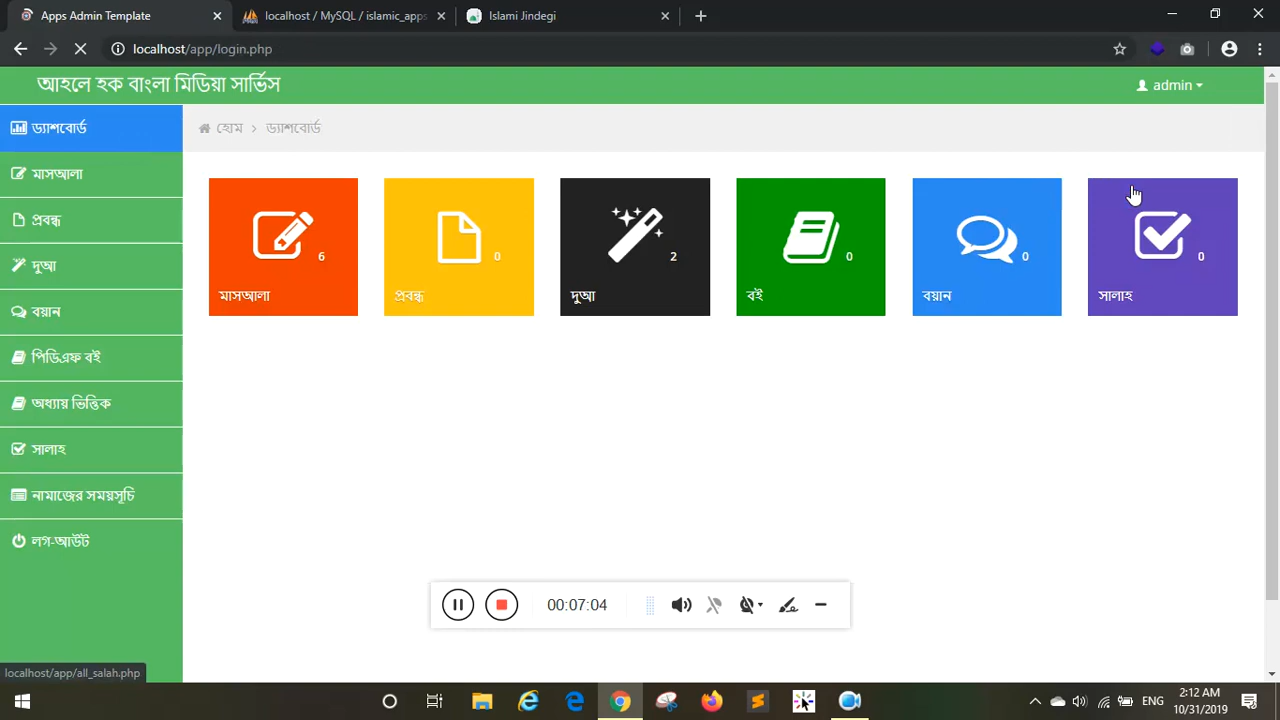 Apps Admin Template
localhost / MySQL / islamic_apps
Islami Jindegi
localhost/app/login.php
আহলে হক বাংলা মিডিয়া সার্ভিস
admin
ড্যাশবোর্ড
হোম > ড্যাশবোর্ড
মাসআলা
প্রবন্ধ
দুআ
বয়ান
পিডিএফ বই
অধ্যায় ভিত্তিক
সালাহ
নামাজের সময়সূচি
লগ-আউট
6
মাসআলা
0
প্রবন্ধ
2
দুআ
0
বই
0
বয়ান
0
সালাহ
00:07:04
localhost/app/all_salah.php
ENG
2:12 AM
10/31/2019